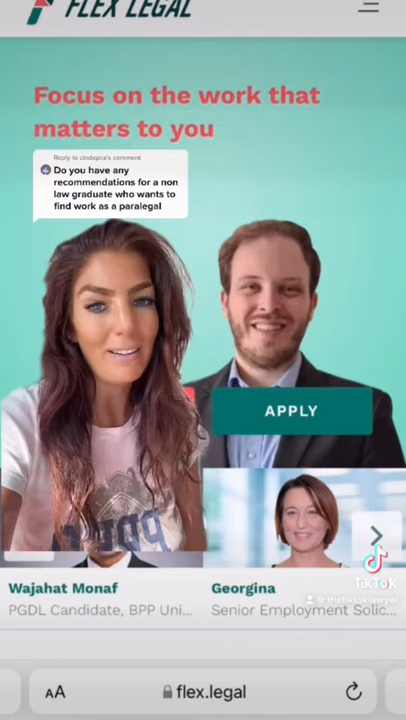 FLEX LEGAL
Focus on the work that
matters to you
Reply to cindepca's comment
Do you have any
recommendations for a non
law graduate who wants to
find work as a paralegal
APPLY
Wajahat Monaf
PGDL Candidate, BPP Uni...
Georgina
Senior Employment Solic...
TikTok
@thetiktoklawyer
AA
flex.legal